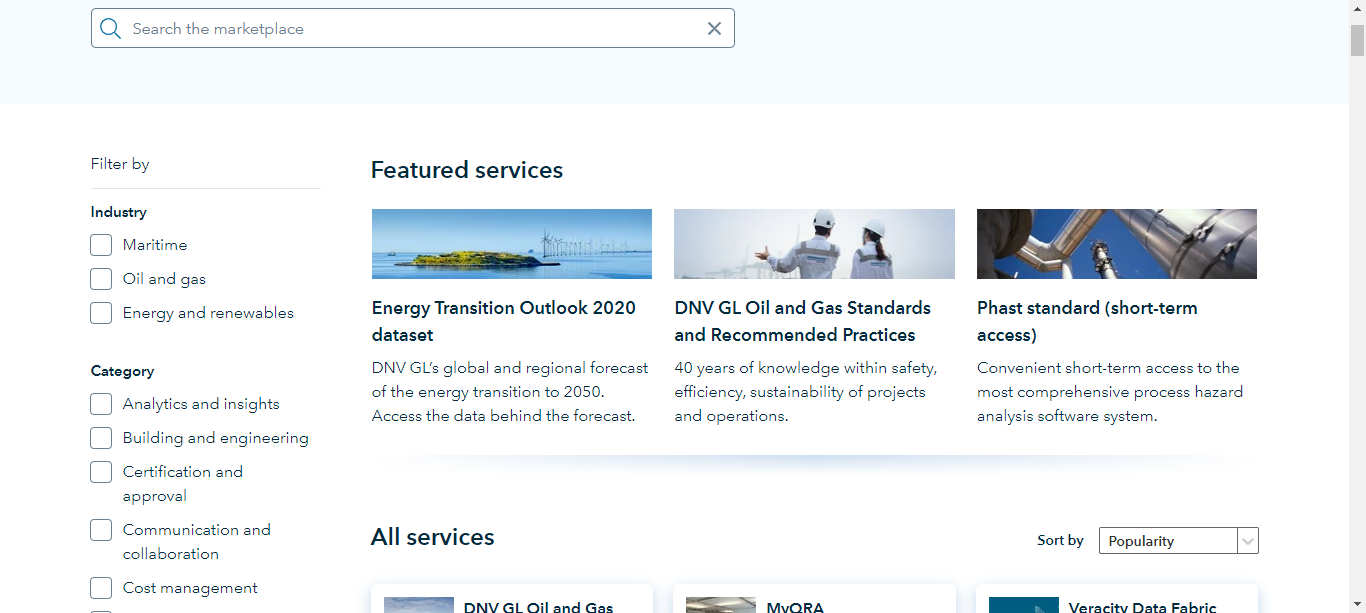 Search the marketplace
Filter by
Industry
Maritime
Oil and gas
Energy and renewables
Category
Analytics and insights
Building and engineering
Certification and
approval
Communication and
collaboration
Cost management
Featured services
Energy Transition Outlook 2020
dataset
DNV GL’s global and regional forecast
of the energy transition to 2050.
Access the data behind the forecast.
DNV GL Oil and Gas Standards
and Recommended Practices
40 years of knowledge within safety,
efficiency, sustainability of projects
and operations.
Phast standard (short-term
access)
Convenient short-term access to the
most comprehensive process hazard
analysis software system.
All services
Sort by
Popularity
DNV GL Oil and Gas
MyQRA
Veracity Data Fabric